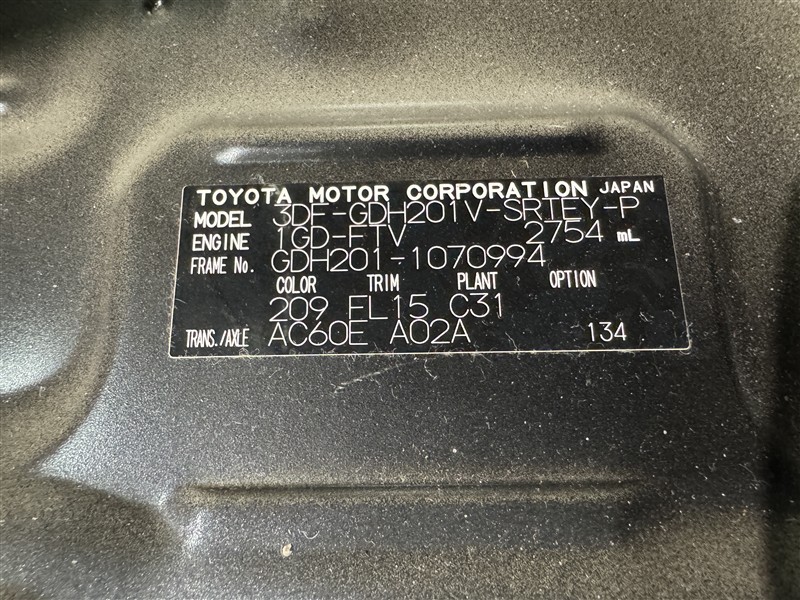 TOYOTA MOTOR CORPORATION JAPAN
MODEL 3DF-GDH201V-SRTEY-P
ENGINE 1GD-FTV 2754 mL
FRAME No. GDH201-1070994
COLOR TRIM PLANT OPTION
209 EL15 C31
TRANS./AXLE AC60E A02A 134